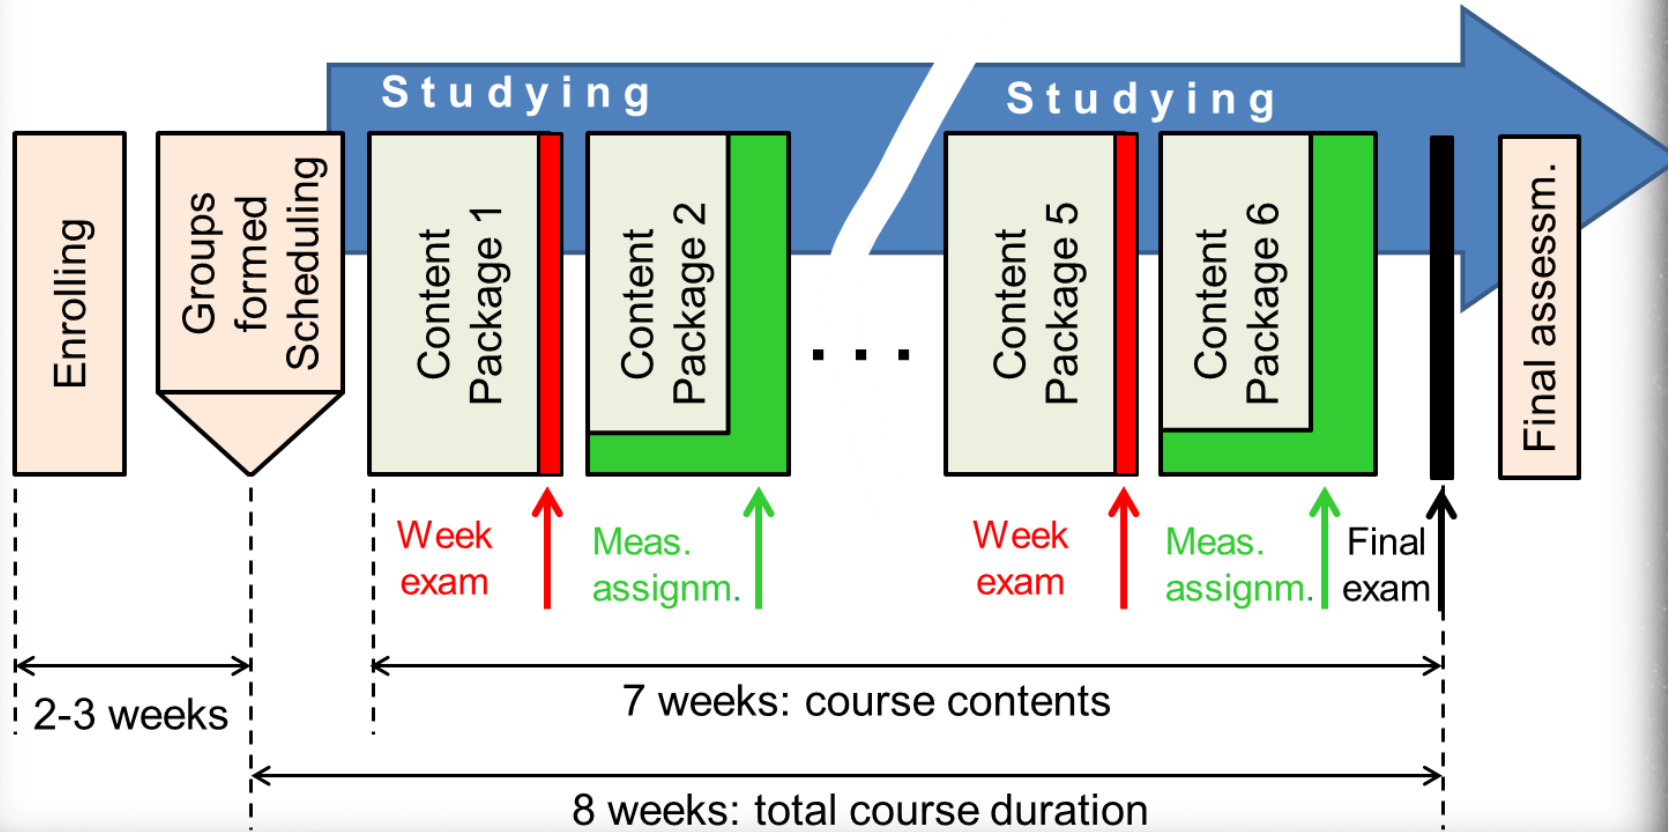 Studying
Studying
Enrolling
Groups
formed
Scheduling
Content
Package 1
Content
Package 2
. . .
Content
Package 5
Content
Package 6
Final assessm.
Week
exam
Meas.
assignm.
Week
exam
Meas.
assignm.
Final
exam
2-3 weeks
7 weeks: course contents
8 weeks: total course duration